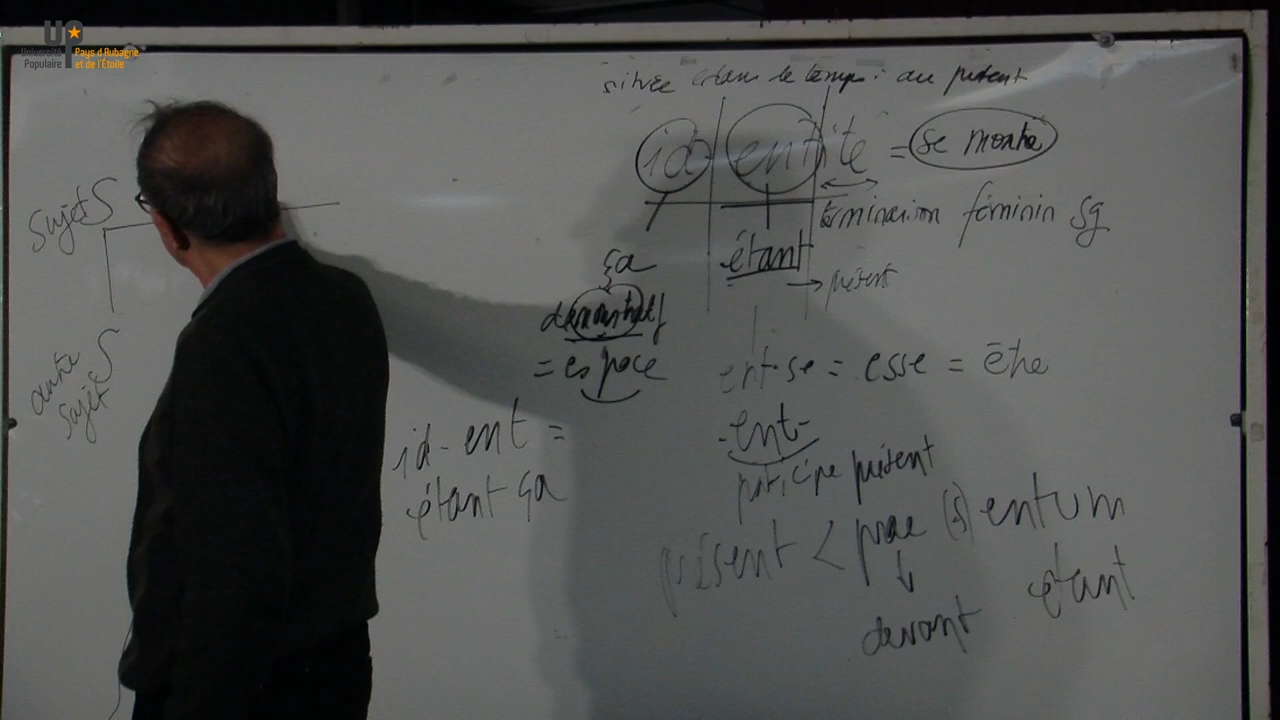 UP
Université Populaire
Pays d'Aubagne et de l'Étoile
située dans le temps : au présent
id ent ité = se montre
terminaison féminin sg
étant
→ présent
ça
démonstratif
= espace
ent·se = esse = être
-ent-
participe présent
id-ent =
étant ça
présent < prae (s)entum
devant étant
Sujet S
autre
sujet S